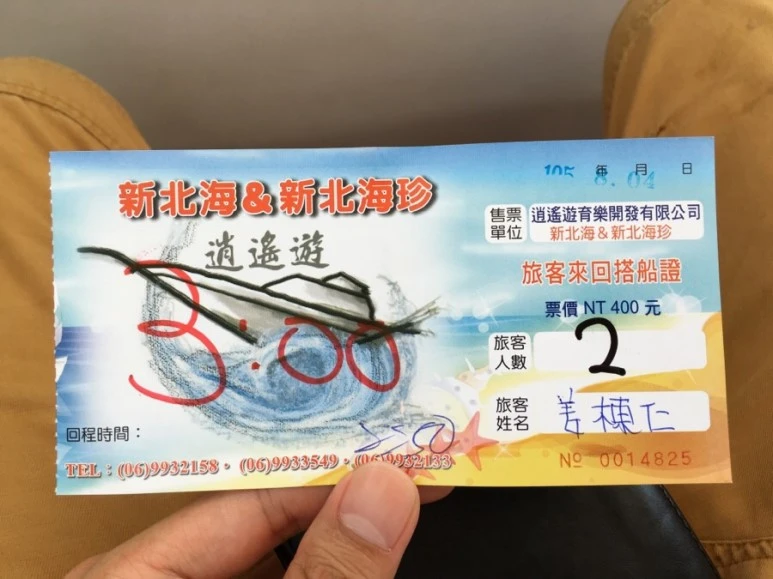 新北海&新北海珍
逍遙遊
3:00
回程時間：
TEL：(06)9932158・(06)9933549・(06)9932133
105 年 月 日
8.04
售票單位
逍遙遊育樂開發有限公司
新北海&新北海珍
旅客來回搭船證
票價 NT 400 元
旅客人數 2
旅客姓名 姜棟仁
№ 0014825